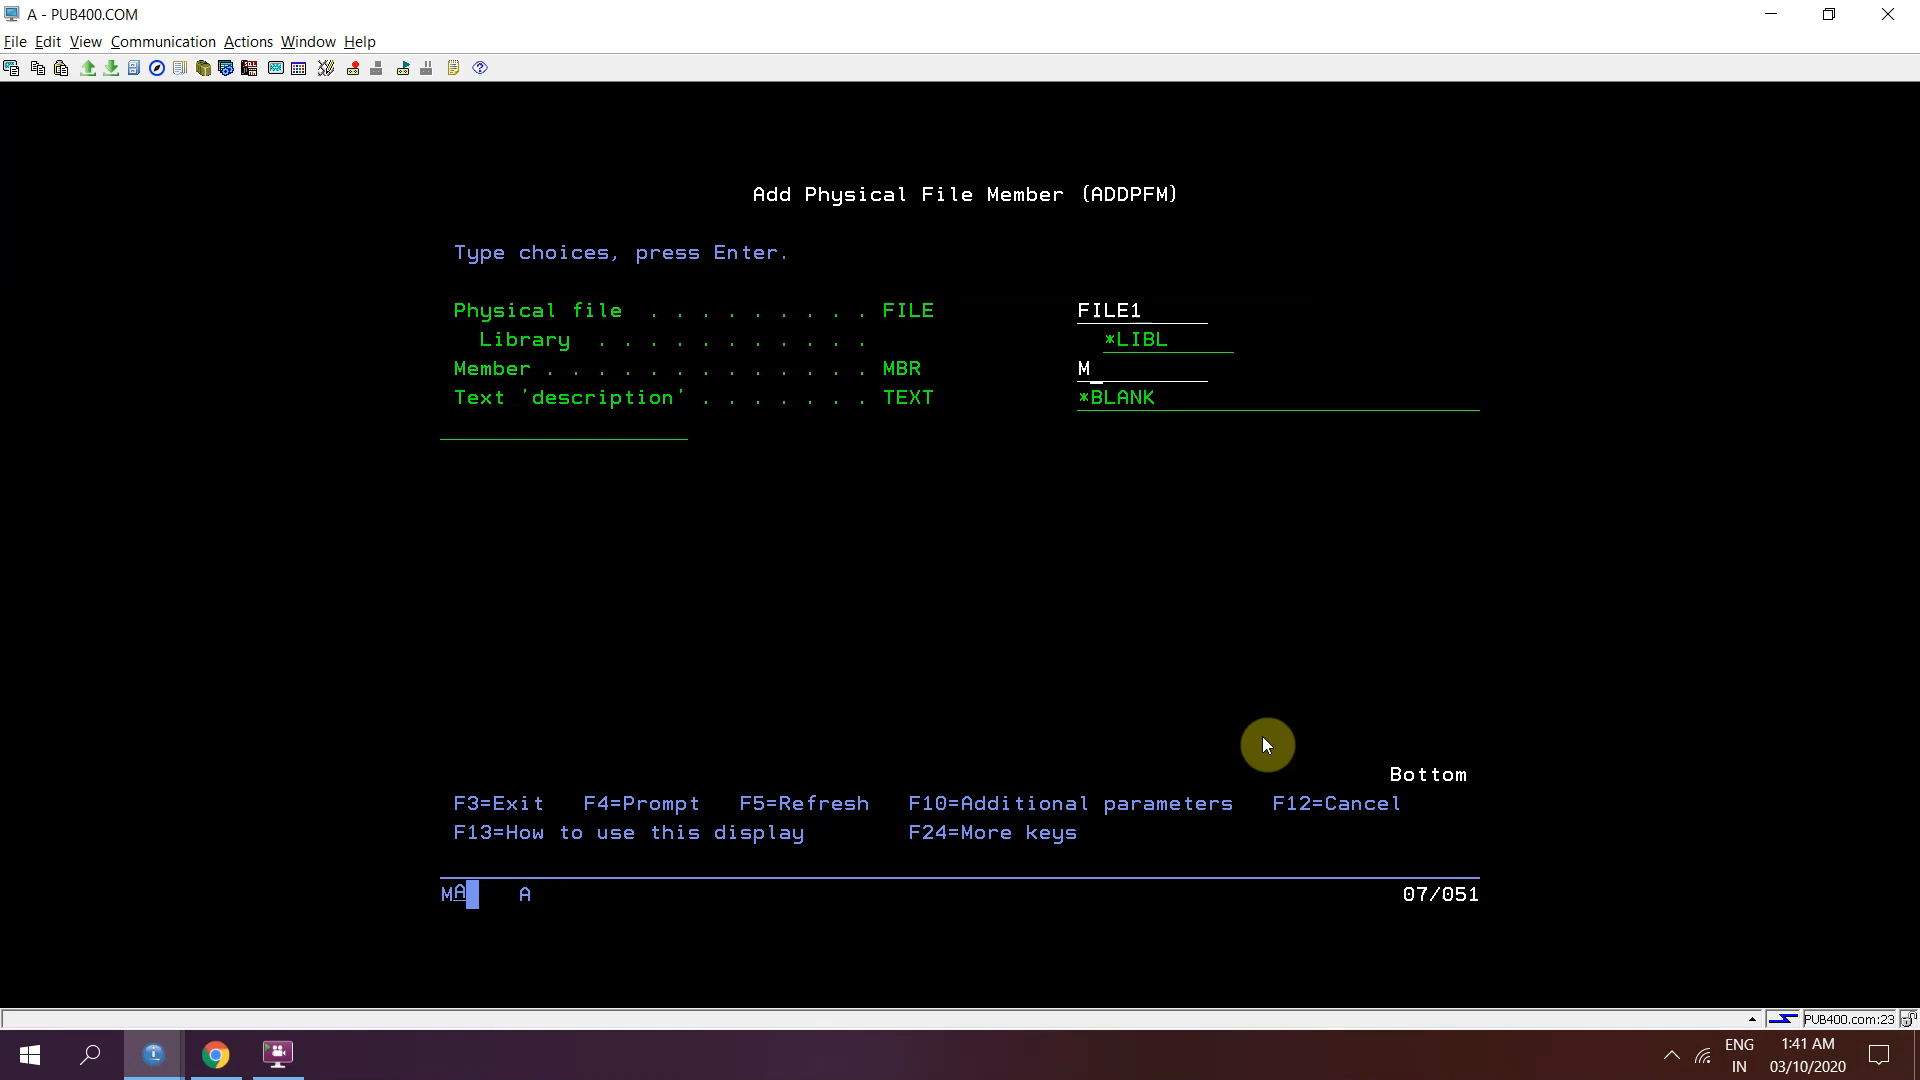 A - PUB400.COM
File Edit View Communication Actions Window Help
Add Physical File Member (ADDPFM)
Type choices, press Enter.
Physical file . . . . . . . . . FILE FILE1
Library . . . . . . . . . . . *LIBL
Member . . . . . . . . . . . . . MBR M_
Text 'description' . . . . . . . TEXT *BLANK
Bottom
F3=Exit F4=Prompt F5=Refresh F10=Additional parameters F12=Cancel
F13=How to use this display F24=More keys
MA A 07/051
PUB400.com:23
ENG 1:41 AM
IN 03/10/2020